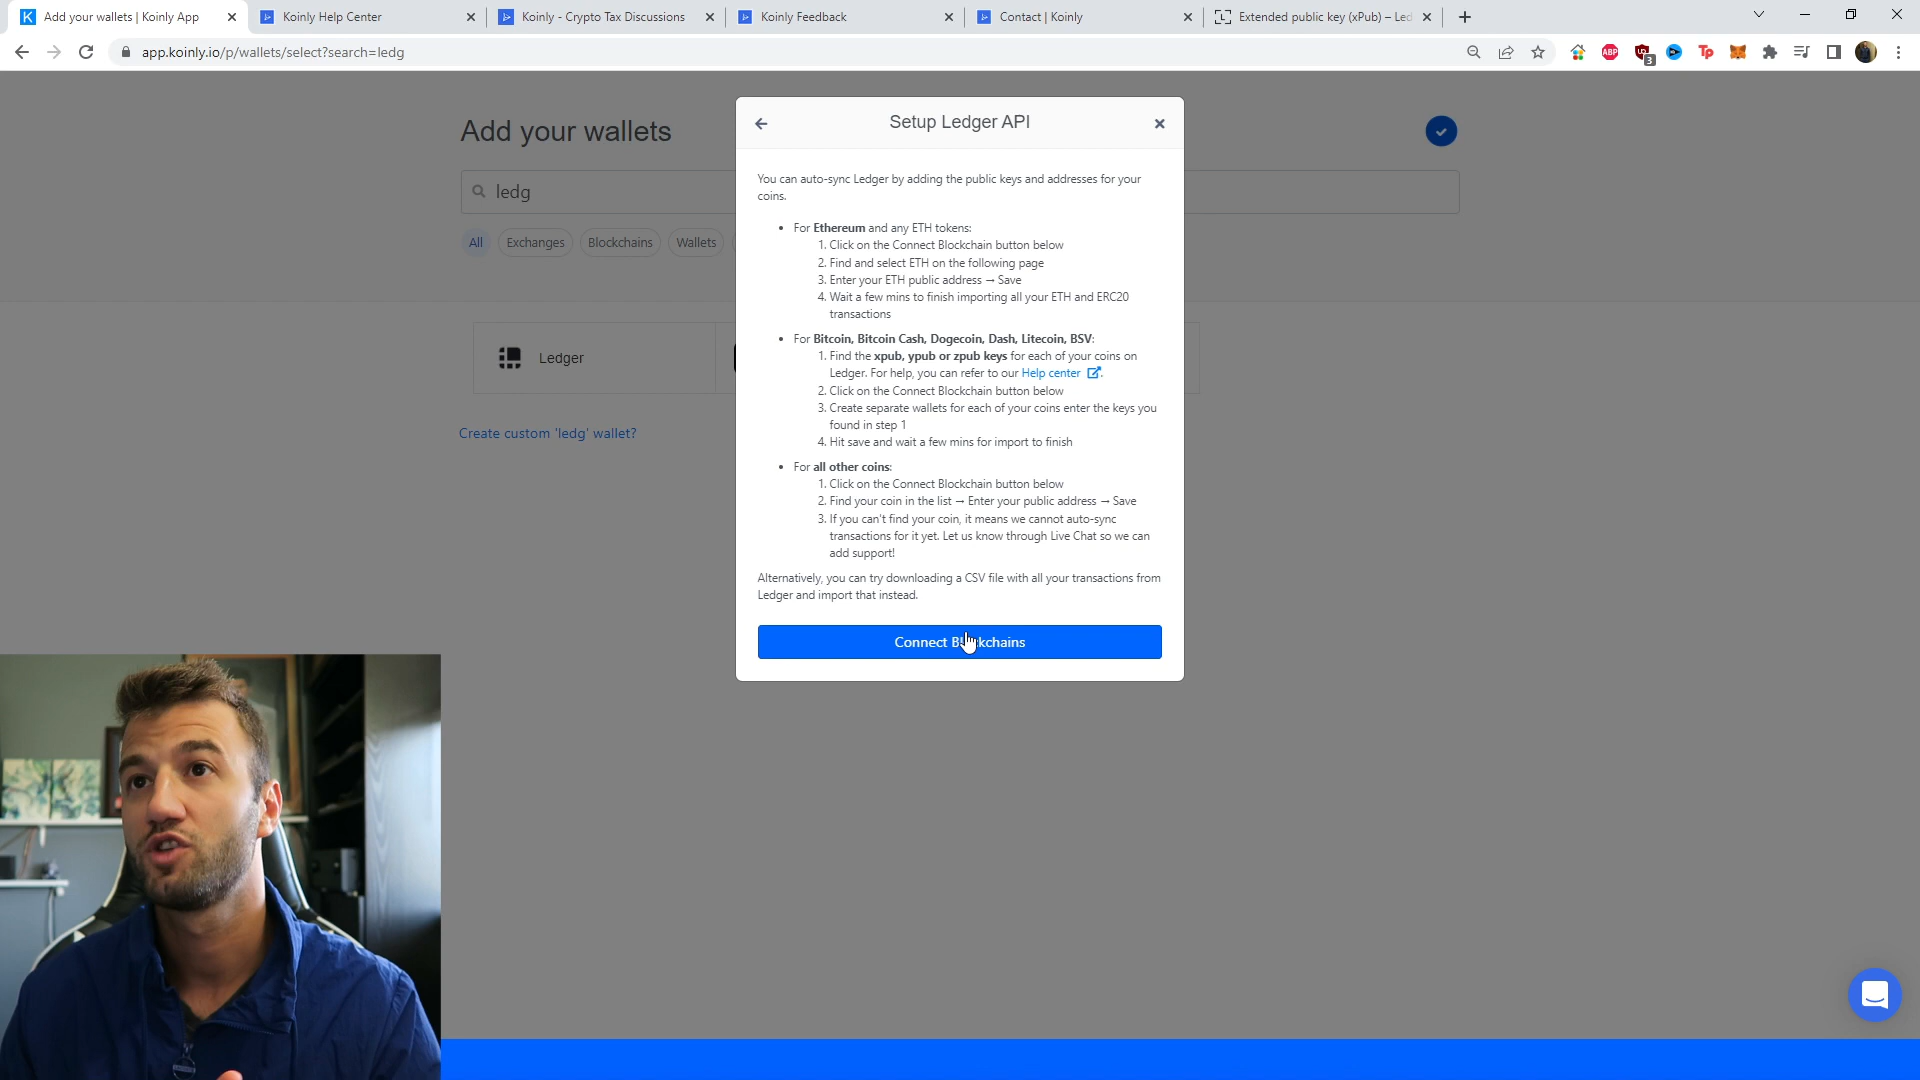 Add your wallets | Koinly App
Koinly Help Center
Koinly - Crypto Tax Discussions
Koinly Feedback
Contact | Koinly
Extended public key (xPub) – Led
app.koinly.io/p/wallets/select?search=ledg
ABP
3
Tp
Add your wallets
ledg
All
Exchanges
Blockchains
Wallets
Ledger
Create custom 'ledg' wallet?
Setup Ledger API
You can auto-sync Ledger by adding the public keys and addresses for your
coins.
• For Ethereum and any ETH tokens:
1. Click on the Connect Blockchain button below
2. Find and select ETH on the following page
3. Enter your ETH public address → Save
4. Wait a few mins to finish importing all your ETH and ERC20
transactions
• For Bitcoin, Bitcoin Cash, Dogecoin, Dash, Litecoin, BSV:
1. Find the xpub, ypub or zpub keys for each of your coins on
Ledger. For help, you can refer to our Help center.
2. Click on the Connect Blockchain button below
3. Create separate wallets for each of your coins enter the keys you
found in step 1
4. Hit save and wait a few mins for import to finish
• For all other coins:
1. Click on the Connect Blockchain button below
2. Find your coin in the list → Enter your public address → Save
3. If you can't find your coin, it means we cannot auto-sync
transactions for it yet. Let us know through Live Chat so we can
add support!
Alternatively, you can try downloading a CSV file with all your transactions from
Ledger and import that instead.
Connect Blockchains